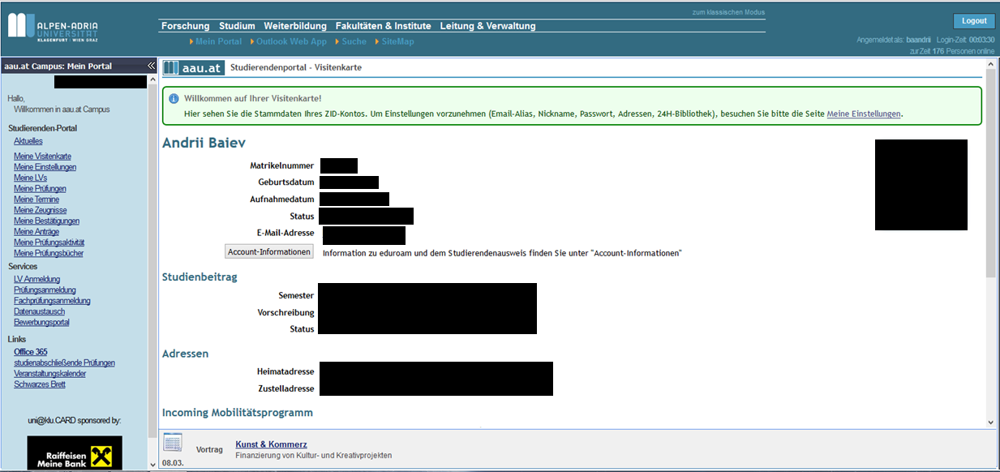 ALPEN-ADRIA
UNIVERSITÄT
KLAGENFURT | WIEN GRAZ
zum klassischen Modus
Forschung Studium Weiterbildung Fakultäten & Institute Leitung & Verwaltung
Mein Portal Outlook Web App Suche SiteMap
Logout
Angemeldet als: baandrii Login-Zeit: 00:03:30
zur Zeit 176 Personen online
aau.at Campus: Mein Portal
Hallo,
Willkommen in aau.at Campus
Studierenden-Portal
Aktuelles
Meine Visitenkarte
Meine Einstellungen
Meine LVs
Meine Prüfungen
Meine Termine
Meine Zeugnisse
Meine Bestätigungen
Meine Anträge
Meine Prüfungsaktivität
Meine Prüfungsbücher
Services
LV Anmeldung
Prüfungsanmeldung
Fachprüfungsanmeldung
Datenaustausch
Bewerbungsportal
Links
Office 365
studienabschließende Prüfungen
Veranstaltungskalender
Schwarzes Brett
uni@klu.CARD sponsored by:
Raiffeisen
Meine Bank
aau.at Studierendenportal - Visitenkarte
Willkommen auf Ihrer Visitenkarte!
Hier sehen Sie die Stammdaten Ihres ZID-Kontos. Um Einstellungen vorzunehmen (Email-Alias, Nickname, Passwort, Adressen, 24H-Bibliothek), besuchen Sie bitte die Seite Meine Einstellungen.
Andrii Baiev
Matrikelnummer
Geburtsdatum
Aufnahmedatum
Status
E-Mail-Adresse
Account-Informationen Information zu eduroam und dem Studierendenausweis finden Sie unter "Account-Informationen"
Studienbeitrag
Semester
Vorschreibung
Status
Adressen
Heimatadresse
Zustelladresse
Incoming Mobilitätsprogramm
08.03.
Vortrag
Kunst & Kommerz
Finanzierung von Kultur- und Kreativprojekten